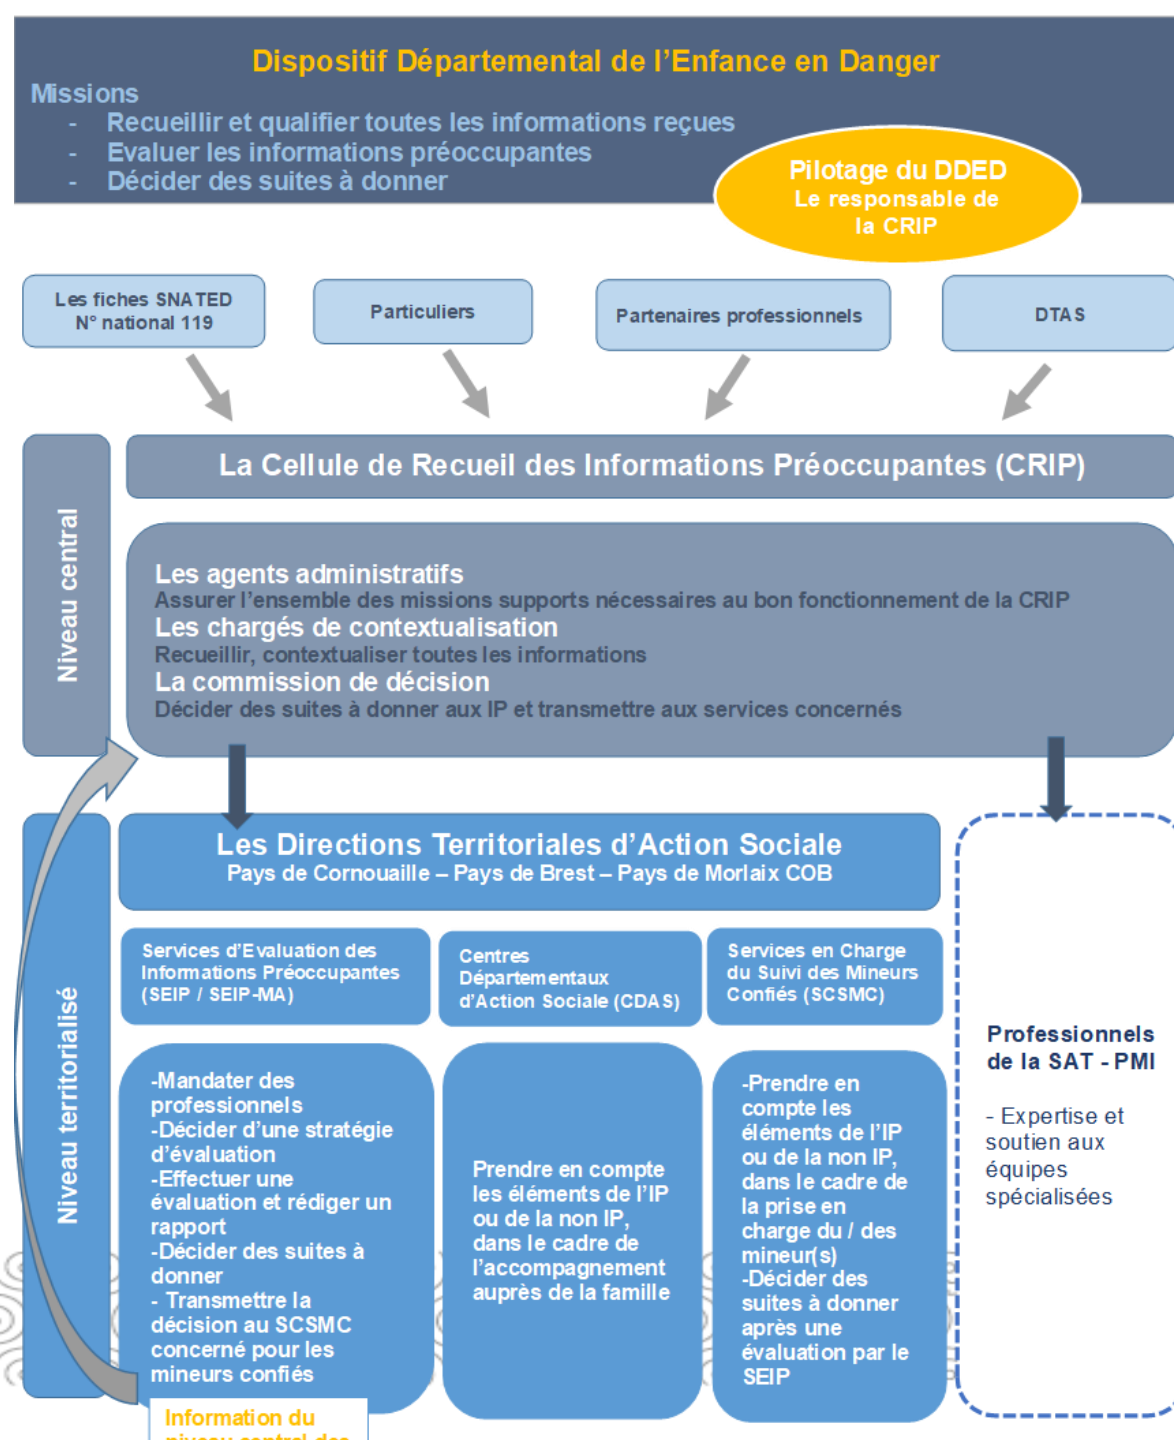 Dispositif Départemental de l'Enfance en Danger
Missions
- Recueillir et qualifier toutes les informations reçues
- Evaluer les informations préoccupantes
- Décider des suites à donner
Pilotage du DDED
Le responsable de
la CRIP
Les fiches SNATED
N° national 119
Particuliers
Partenaires professionnels
DTAS
Niveau central
La Cellule de Recueil des Informations Préoccupantes (CRIP)
Les agents administratifs
Assurer l'ensemble des missions supports nécessaires au bon fonctionnement de la CRIP
Les chargés de contextualisation
Recueillir, contextualiser toutes les informations
La commission de décision
Décider des suites à donner aux IP et transmettre aux services concernés
Niveau territorialisé
Les Directions Territoriales d'Action Sociale
Pays de Cornouaille – Pays de Brest – Pays de Morlaix COB
Services d'Evaluation des
Informations Préoccupantes
(SEIP / SEIP-MA)
-Mandater des
professionnels
-Décider d'une stratégie
d'évaluation
-Effectuer une
évaluation et rédiger un
rapport
-Décider des suites à
donner
- Transmettre la
décision au SCSMC
concerné pour les
mineurs confiés
Information du
niveau central des
Centres
Départementaux
d'Action Sociale (CDAS)
Prendre en compte
les éléments de l'IP
ou de la non IP,
dans le cadre de
l'accompagnement
auprès de la famille
Services en Charge
du Suivi des Mineurs
Confiés (SCSMC)
-Prendre en
compte les
éléments de l'IP
ou de la non IP,
dans le cadre de
la prise en
charge du / des
mineur(s)
-Décider des
suites à donner
après une
évaluation par le
SEIP
Professionnels
de la SAT - PMI
- Expertise et
soutien aux
équipes
spécialisées